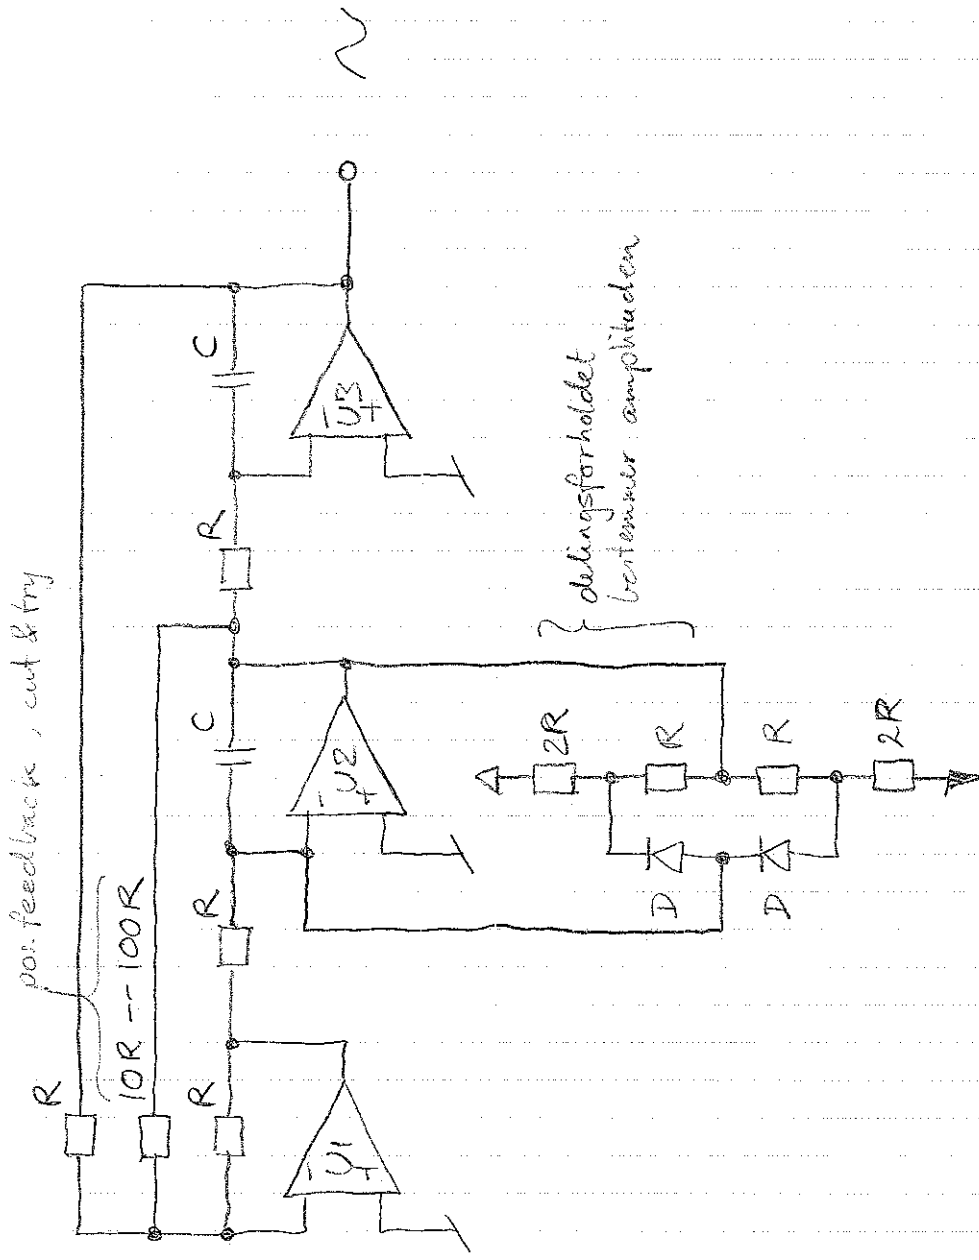 pos. feedback, cut & try
10R -- 100R
R
R
R
C
R
C
U1
- +
U2
- +
U3
- +
2R
R
R
2R
D
D
delingsforholdet
bestemmer amplituden